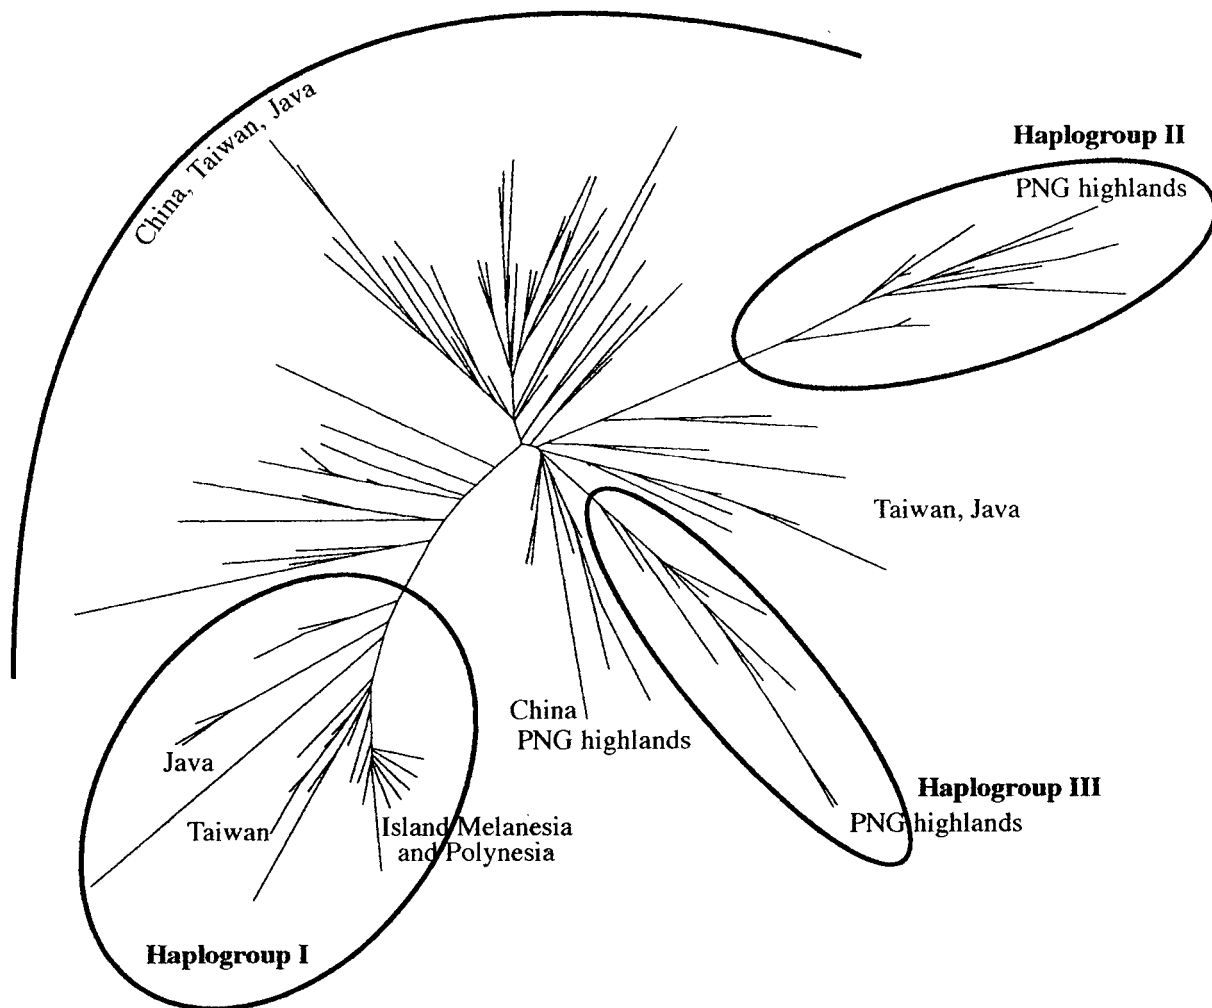 China, Taiwan, Java
Haplogroup II
PNG highlands
Taiwan, Java
China
PNG highlands
Haplogroup III
PNG highlands
Java
Taiwan
Island Melanesia
and Polynesia
Haplogroup I